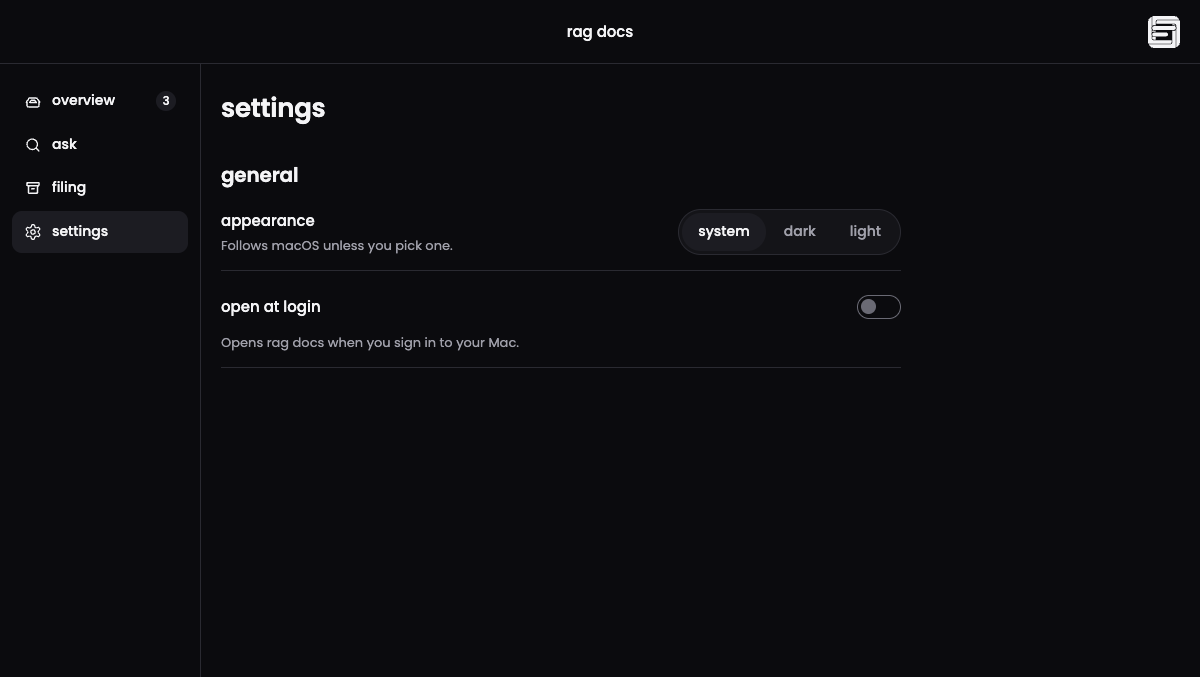 rag docs
overview 3
ask
filing
settings
settings
general
appearance
Follows macOS unless you pick one.
system dark light
open at login
Opens rag docs when you sign in to your Mac.